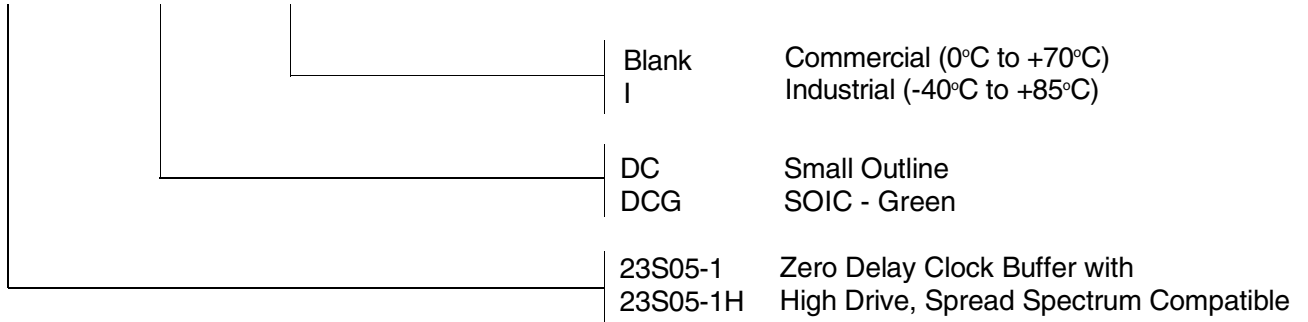 Blank Commercial (0°C to +70°C)
I Industrial (-40°C to +85°C)
DC Small Outline
DCG SOIC - Green
23S05-1 Zero Delay Clock Buffer with
23S05-1H High Drive, Spread Spectrum Compatible